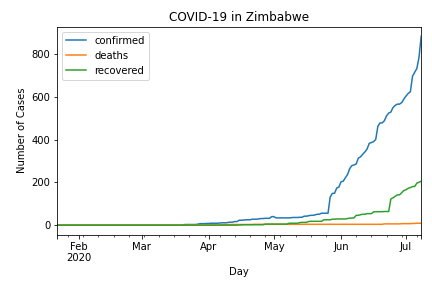 COVID-19 in Zimbabwe
confirmed
deaths
recovered
Number of Cases
800
600
400
200
0
Feb
2020
Mar
Apr
May
Jun
Jul
Day